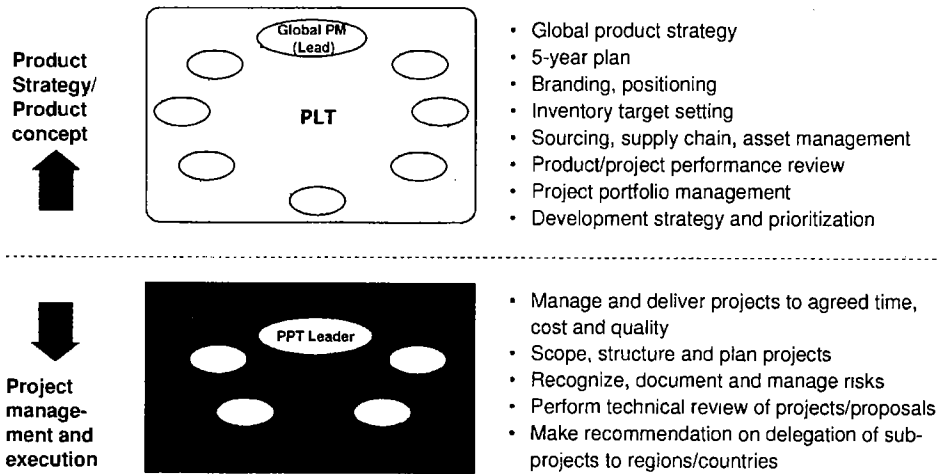 Product
Strategy/
Product
concept
Global PM
(Lead)
PLT
• Global product strategy
• 5-year plan
• Branding, positioning
• Inventory target setting
• Sourcing, supply chain, asset management
• Product/project performance review
• Project portfolio management
• Development strategy and prioritization
Project
manage-
ment and
execution
PPT Leader
• Manage and deliver projects to agreed time,
cost and quality
• Scope, structure and plan projects
• Recognize, document and manage risks
• Perform technical review of projects/proposals
• Make recommendation on delegation of sub-
projects to regions/countries